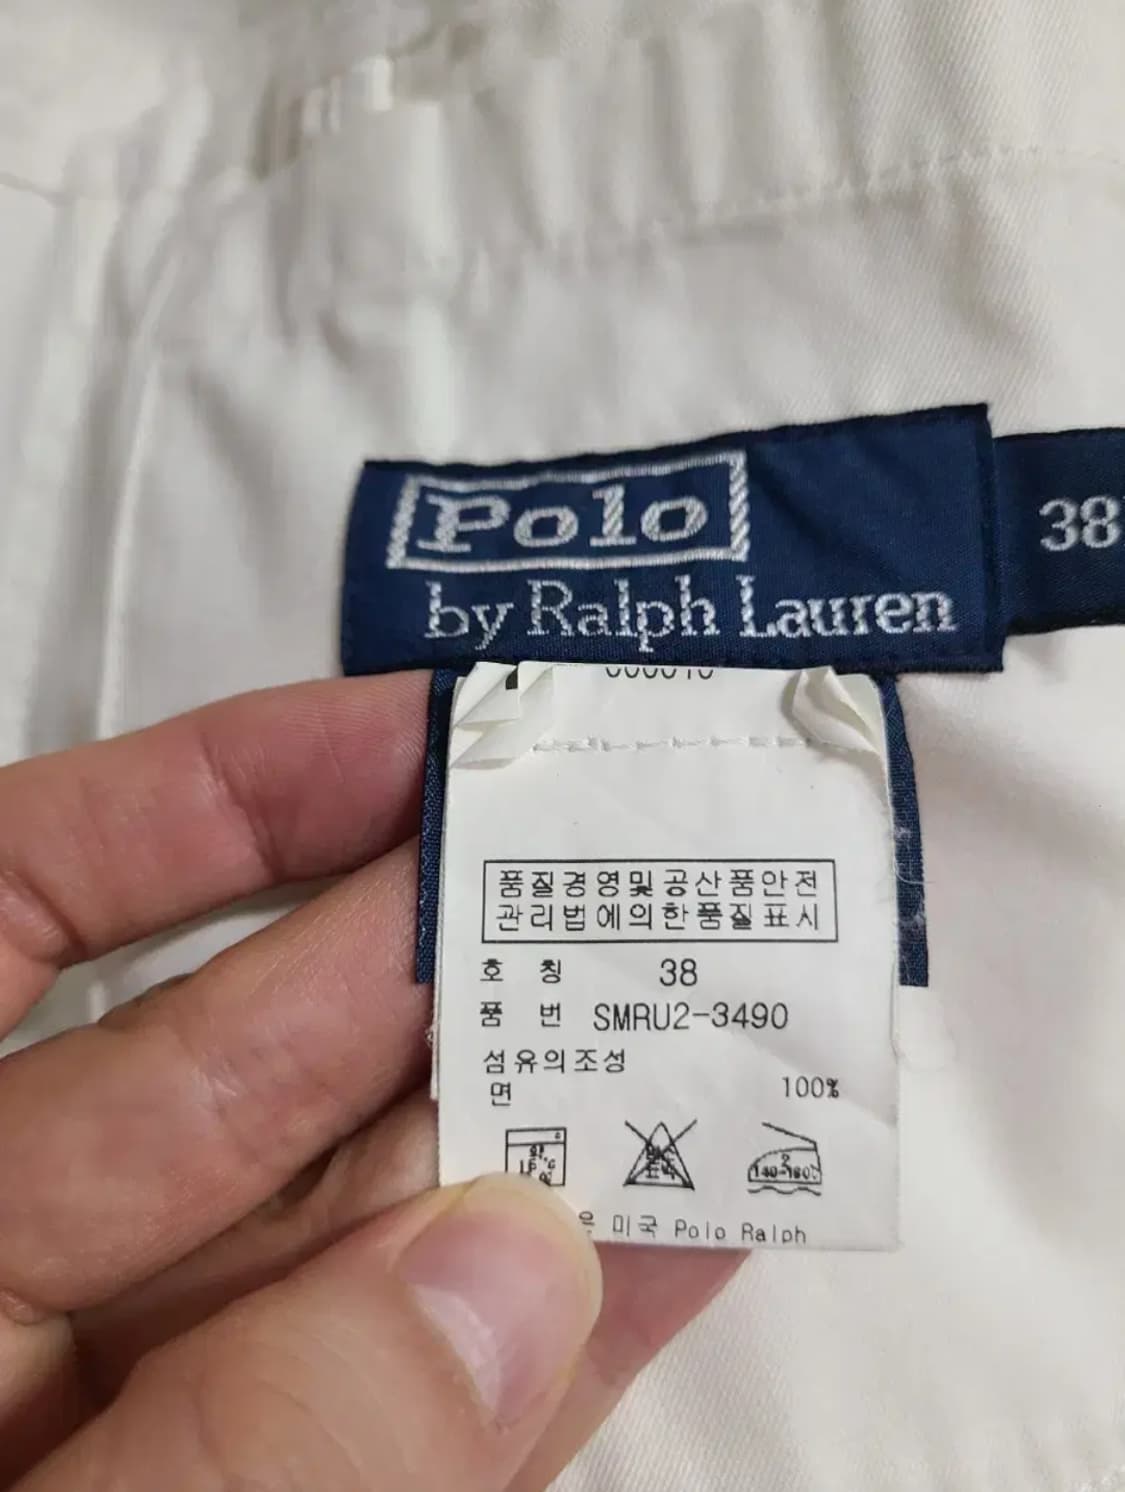 Polo
by Ralph Lauren
38
품질경영및공산품안전
관리법에의한품질표시
호 칭 38
품 번 SMRU2-3490
섬유의조성
면 100%
140~160℃
미국 Polo Ralph